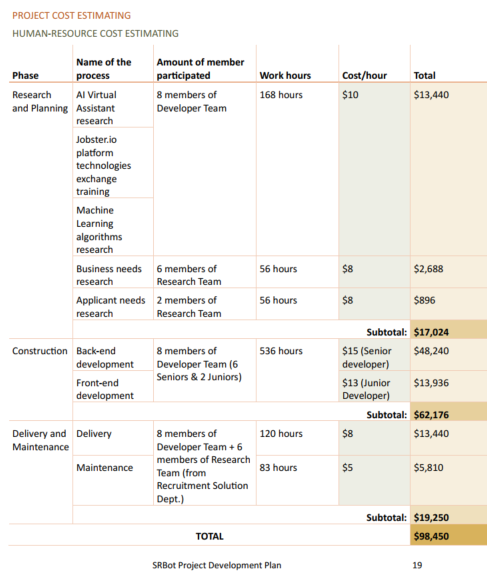 PROJECT COST ESTIMATING
HUMAN-RESOURCE COST ESTIMATING
Phase
Name of the process
Amount of member participated
Work hours
Cost/hour
Total
Research and Planning
AI Virtual Assistant research
8 members of Developer Team
168 hours
$10
$13,440
Jobster.io platform technologies exchange training
Machine Learning algorithms research
Business needs research
6 members of Research Team
56 hours
$8
$2,688
Applicant needs research
2 members of Research Team
56 hours
$8
$896
Subtotal: $17,024
Construction
Back-end development
8 members of Developer Team (6 Seniors & 2 Juniors)
536 hours
$15 (Senior developer)
$48,240
Front-end development
$13 (Junior Developer)
$13,936
Subtotal: $62,176
Delivery and Maintenance
Delivery
8 members of Developer Team + 6 members of Research Team (from Recruitment Solution Dept.)
120 hours
$8
$13,440
Maintenance
83 hours
$5
$5,810
Subtotal: $19,250
TOTAL
$98,450
SRBot Project Development Plan
19